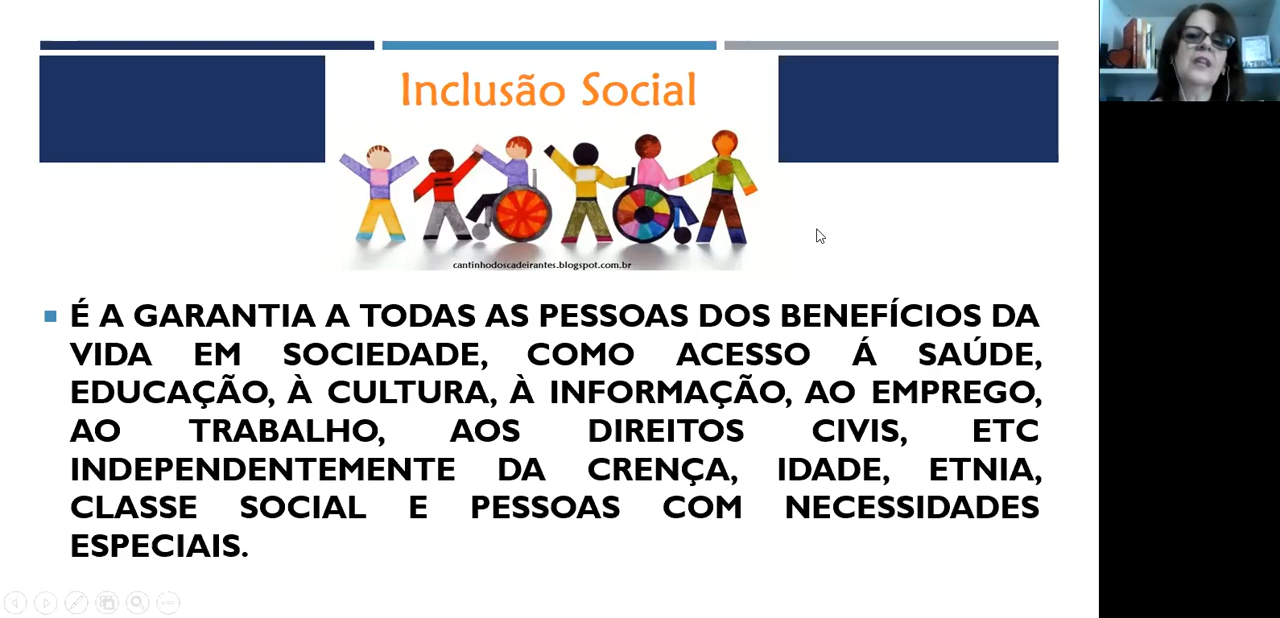 Inclusão Social
cantinhodoscadeirantes.blogspot.com.br
É A GARANTIA A TODAS AS PESSOAS DOS BENEFÍCIOS DA
VIDA EM SOCIEDADE, COMO ACESSO Á SAÚDE,
EDUCAÇÃO, À CULTURA, À INFORMAÇÃO, AO EMPREGO,
AO TRABALHO, AOS DIREITOS CIVIS, ETC
INDEPENDENTEMENTE DA CRENÇA, IDADE, ETNIA,
CLASSE SOCIAL E PESSOAS COM NECESSIDADES
ESPECIAIS.